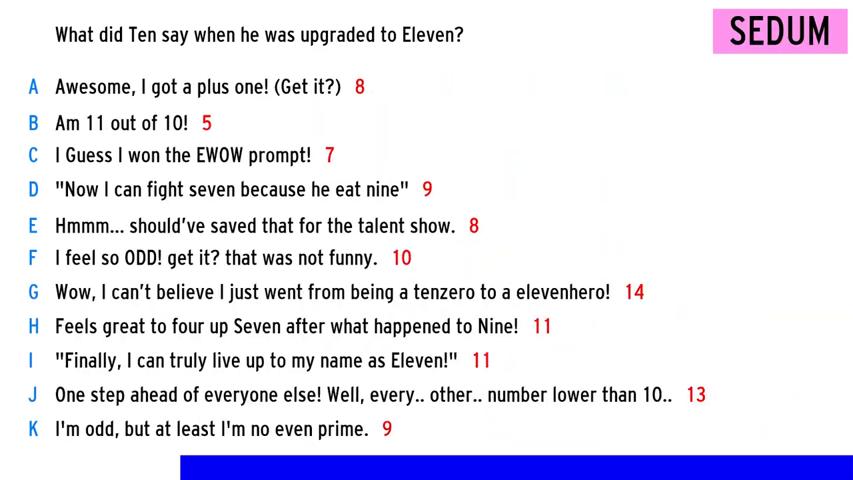 What did Ten say when he was upgraded to Eleven?
SEDUM
A Awesome, I got a plus one! (Get it?) 8
B Am 11 out of 10! 5
C I Guess I won the EWOW prompt! 7
D "Now I can fight seven because he eat nine" 9
E Hmmm... should've saved that for the talent show. 8
F I feel so ODD! get it? that was not funny. 10
G Wow, I can't believe I just went from being a tenzero to a elevenhero! 14
H Feels great to four up Seven after what happened to Nine! 11
I "Finally, I can truly live up to my name as Eleven!" 11
J One step ahead of everyone else! Well, every.. other.. number lower than 10.. 13
K I'm odd, but at least I'm no even prime. 9